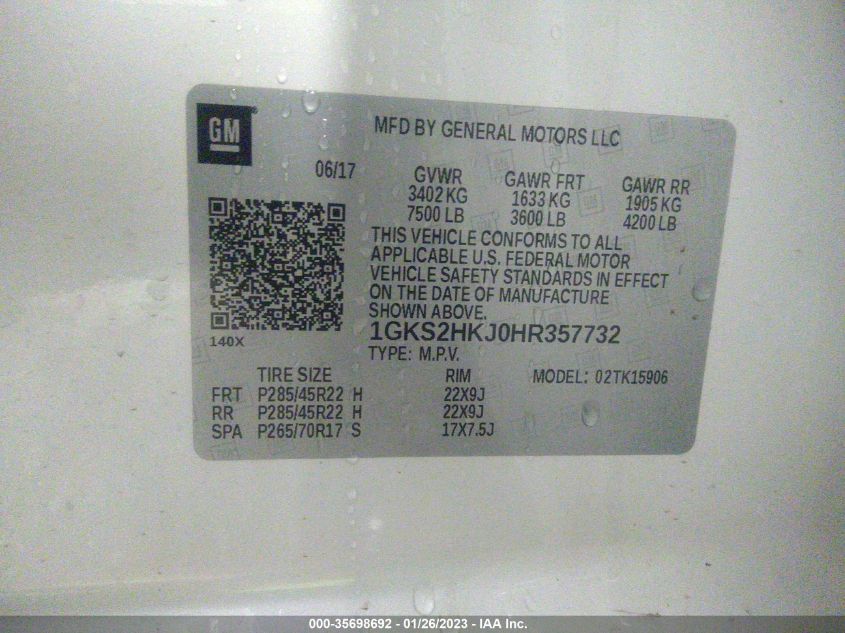 GM
MFD BY GENERAL MOTORS LLC
06/17
GVWR GAWR FRT GAWR RR
3402 KG 1633 KG 1905 KG
7500 LB 3600 LB 4200 LB
THIS VEHICLE CONFORMS TO ALL
APPLICABLE U.S. FEDERAL MOTOR
VEHICLE SAFETY STANDARDS IN EFFECT
ON THE DATE OF MANUFACTURE
SHOWN ABOVE.
1GKS2HKJ0HR357732
140X
TYPE: M.P.V.
TIRE SIZE RIM MODEL: 02TK15906
FRT P285/45R22 H 22X9J
RR P285/45R22 H 22X9J
SPA P265/70R17 S 17X7.5J
000-35698692 - 01/26/2023 - IAA Inc.